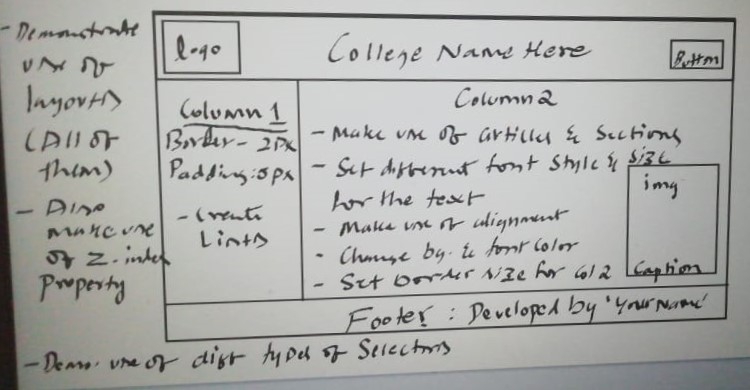 - Demonstrate
use of
layouts
(All of
them)
- Also
make use
of Z-index
Property
logo
College Name Here
Button
Column 1
Border - 2px
Padding: 5px
- Create
Lists
Column 2
- Make use of articles & Sections
- Set different font style & size
for the text
- Make use of alignment
- Change bg. & font color
- Set border size for col 2
img
Caption
Footer : Developed by 'Your Name'
- Demo. use of diff types of Selectors